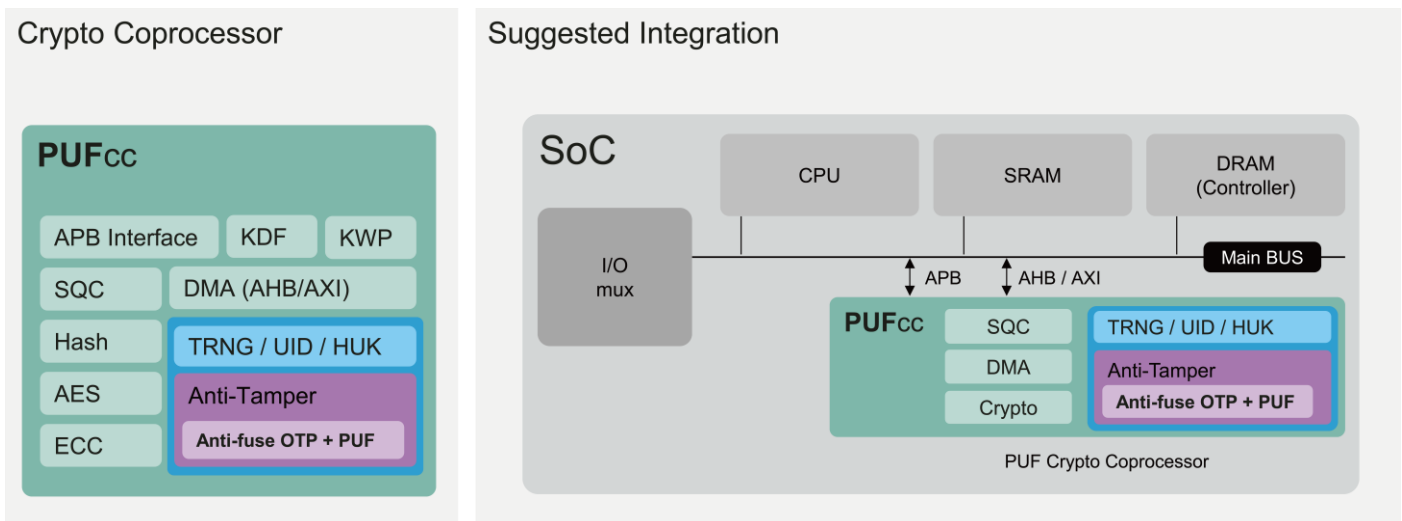 Crypto Coprocessor
PUFcc
APB Interface
KDF
KWP
SQC
DMA (AHB/AXI)
Hash
TRNG / UID / HUK
AES
Anti-Tamper
Anti-fuse OTP + PUF
ECC
Suggested Integration
SoC
CPU
SRAM
DRAM
(Controller)
I/O
mux
Main BUS
APB
AHB / AXI
PUFcc
SQC
DMA
Crypto
TRNG / UID / HUK
Anti-Tamper
Anti-fuse OTP + PUF
PUF Crypto Coprocessor